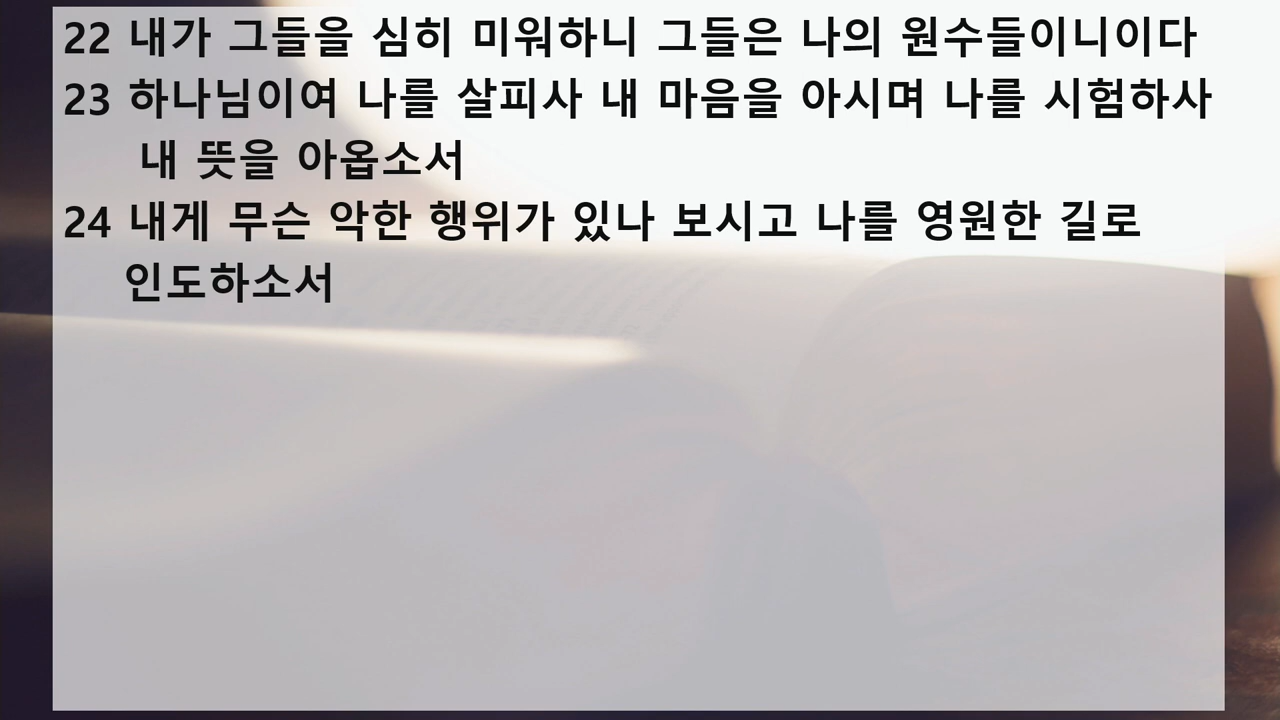 22 내가 그들을 심히 미워하니 그들은 나의 원수들이니이다
23 하나님이여 나를 살피사 내 마음을 아시며 나를 시험하사
내 뜻을 아옵소서
24 내게 무슨 악한 행위가 있나 보시고 나를 영원한 길로
인도하소서